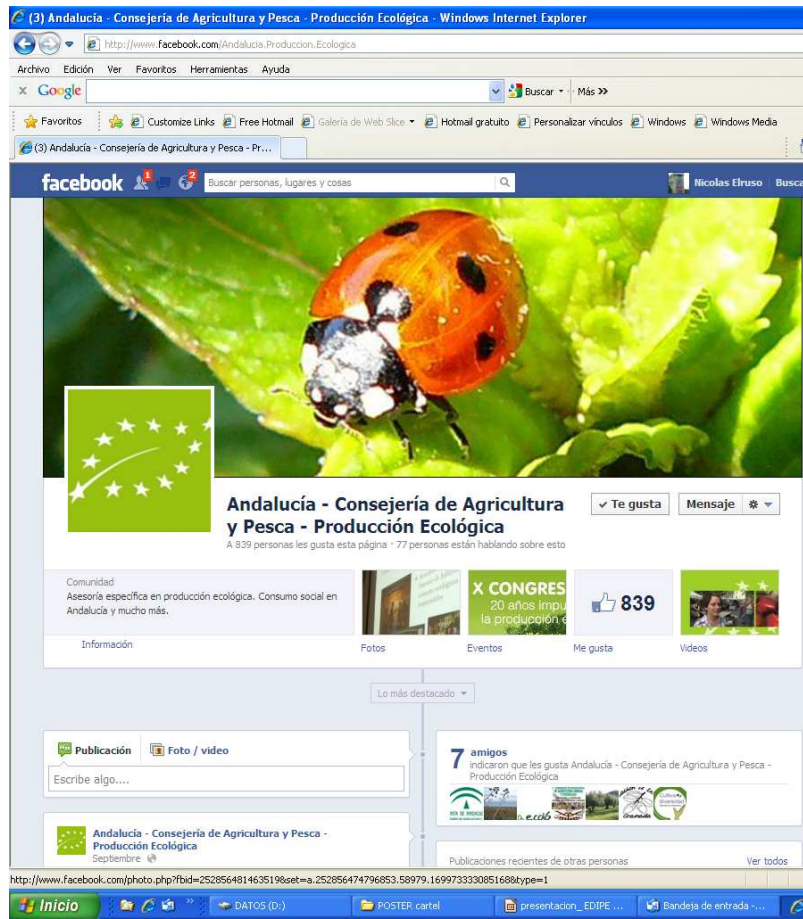 (3) Andalucía - Consejería de Agricultura y Pesca - Producción Ecológica - Windows Internet Explorer
http://www.facebook.com/Andalucia.Produccion.Ecologica
Archivo Edición Ver Favoritos Herramientas Ayuda
x Google Buscar Más >>
Favoritos Customize Links Free Hotmail Galería de Web Slice Hotmail gratuito Personalizar vínculos Windows Windows Media
(3) Andalucía - Consejería de Agricultura y Pesca - Pr...
facebook 1 2 Buscar personas, lugares y cosas Nicolas Elruso Busca
Andalucía - Consejería de Agricultura
y Pesca - Producción Ecológica
Te gusta Mensaje
A 839 personas les gusta esta página · 77 personas están hablando sobre esto
Comunidad
Asesoría específica en producción ecológica. Consumo social en
Andalucía y mucho más.
Información
X CONGRES
20 años impu
la producción e
839
Fotos Eventos Me gusta Videos
Lo más destacado
Publicación Foto / video
Escribe algo....
7 amigos
indicaron que les gusta Andalucía - Consejería de Agricultura y Pesca -
Producción Ecológica
Andalucía - Consejería de Agricultura y Pesca -
Producción Ecológica
Septiembre
Publicaciones recientes de otras personas Ver todos
http://www.facebook.com/photo.php?fbid=252856481463519&set=a.252856474796853.58979.169973333085168&type=1
Inicio DATOS (D:) POSTER cartel presentacion_EDIPE ... Bandeja de entrada -...